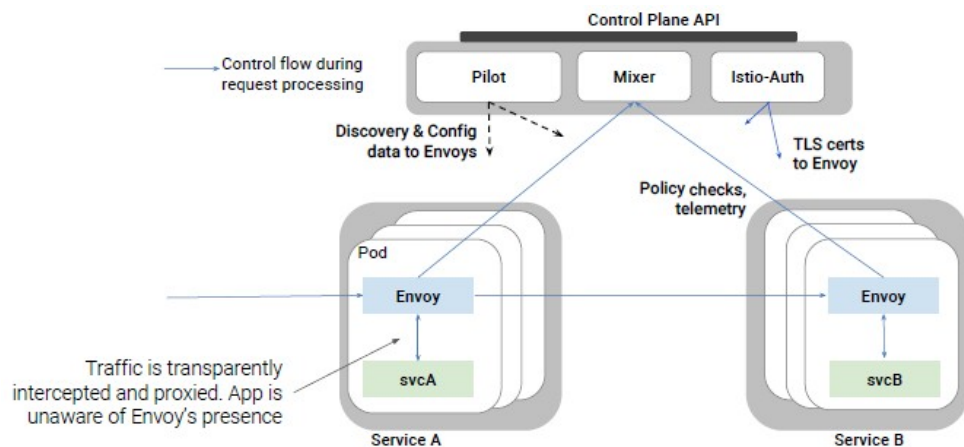 Control Plane API
Control flow during
request processing
Pilot
Mixer
Istio-Auth
Discovery & Config
data to Envoys
TLS certs
to Envoy
Policy checks,
telemetry
Pod
Envoy
Envoy
Traffic is transparently
intercepted and proxied. App is
unaware of Envoy's presence
svcA
svcB
Service A
Service B